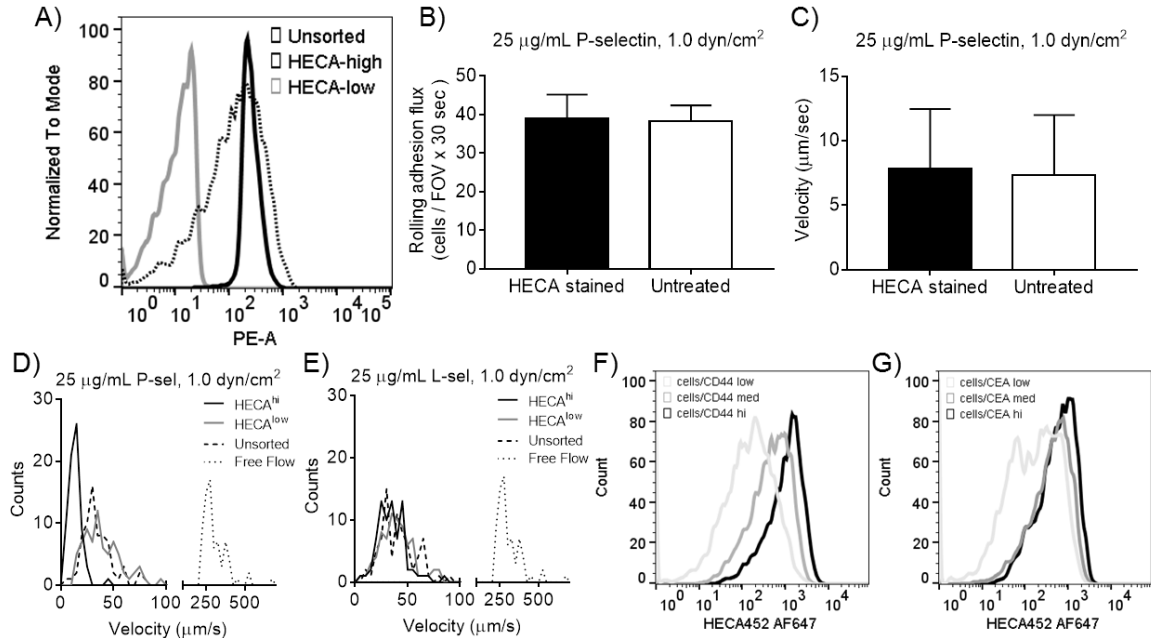 A)
Normalized To Mode
100
80
60
40
20
0
Unsorted
HECA-high
HECA-low
10^0 10^1 10^2 10^3 10^4 10^5
PE-A
B)
25 μg/mL P-selectin, 1.0 dyn/cm²
Rolling adhesion flux
(cells / FOV x 30 sec)
50
40
30
20
10
0
HECA stained Untreated
C)
25 μg/mL P-selectin, 1.0 dyn/cm²
Velocity (μm/sec)
15
10
5
0
HECA stained Untreated
D)
25 μg/mL P-sel, 1.0 dyn/cm²
Counts
30
20
10
0
HECA^hi
HECA^low
Unsorted
Free Flow
0 50 100 250 500
Velocity (μm/s)
E)
25 μg/mL L-sel, 1.0 dyn/cm²
Counts
30
20
10
0
HECA^hi
HECA^low
Unsorted
Free Flow
0 50 100 250 500
Velocity (μm/s)
F)
Count
100
80
60
40
20
0
cells/CD44 low
cells/CD44 med
cells/CD44 hi
10^0 10^1 10^2 10^3 10^4
HECA452 AF647
G)
Count
100
80
60
40
20
0
cells/CEA low
cells/CEA med
cells/CEA hi
10^0 10^1 10^2 10^3 10^4
HECA452 AF647